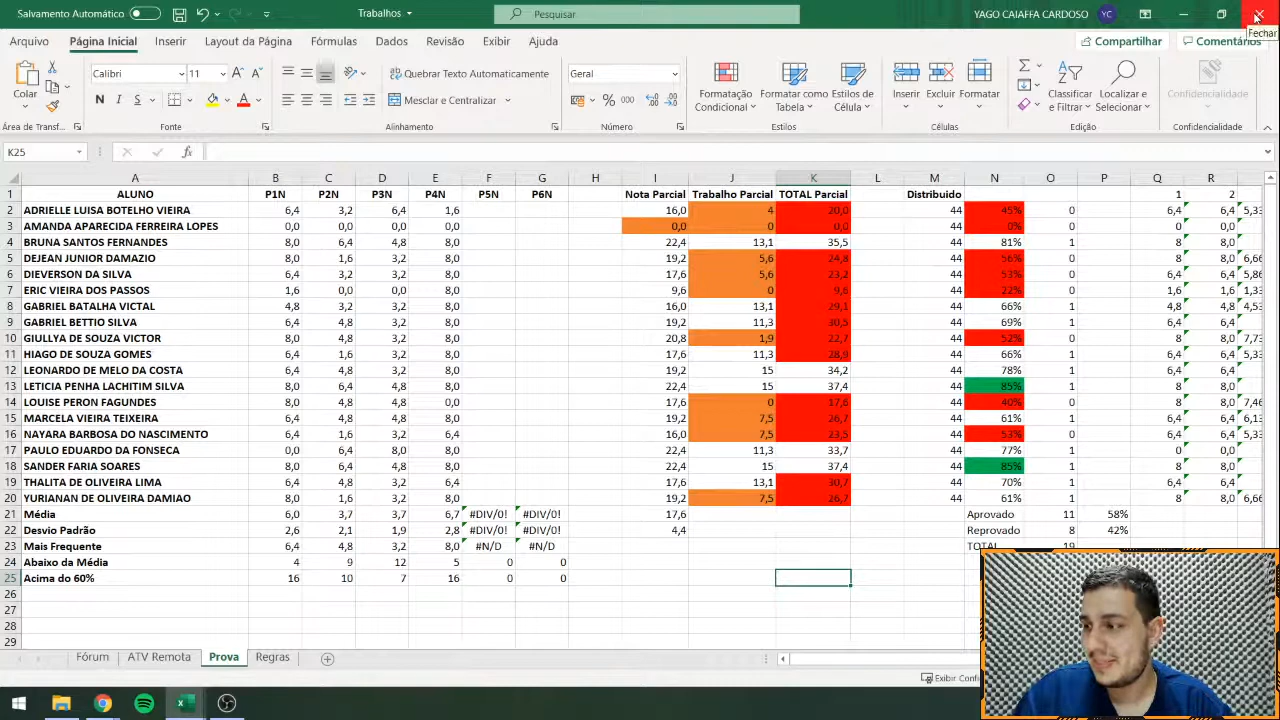 Salvamento Automático Trabalhos Pesquisar YAGO CAIAFFA CARDOSO YC
Fechar
Arquivo Página Inicial Inserir Layout da Página Fórmulas Dados Revisão Exibir Ajuda Compartilhar Comentários
Colar Calibri 11 Quebrar Texto Automaticamente Geral
N I S A Mesclar e Centralizar % 000
Formatação Condicional Formatar como Tabela Estilos de Célula Inserir Excluir Formatar Classificar e Filtrar Localizar e Selecionar Confidencialidade
Área de Transf... Fonte Alinhamento Número Estilos Células Edição Confidencialidade
K25 fx
A B C D E F G H I J K L M N O P Q R
1 ALUNO P1N P2N P3N P4N P5N P6N Nota Parcial Trabalho Parcial TOTAL Parcial Distribuido 1 2
2 ADRIELLE LUISA BOTELHO VIEIRA 6,4 3,2 6,4 1,6 16,0 4 20,0 44 45% 0 6,4 6,4 5,33
3 AMANDA APARECIDA FERREIRA LOPES 0,0 0,0 0,0 0,0 0,0 0 0,0 44 0% 0 0 0,0
4 BRUNA SANTOS FERNANDES 8,0 6,4 4,8 8,0 22,4 13,1 35,5 44 81% 1 8 8,0
5 DEJEAN JUNIOR DAMAZIO 8,0 1,6 3,2 8,0 19,2 5,6 24,8 44 56% 0 8 8,0 6,66
6 DIEVERSON DA SILVA 6,4 3,2 3,2 8,0 17,6 5,6 23,2 44 53% 0 6,4 6,4 5,86
7 ERIC VIEIRA DOS PASSOS 1,6 0,0 0,0 8,0 9,6 0 9,6 44 22% 0 1,6 1,6 1,33
8 GABRIEL BATALHA VICTAL 4,8 3,2 3,2 8,0 16,0 13,1 29,1 44 66% 1 4,8 4,8 4,53
9 GABRIEL BETTIO SILVA 6,4 4,8 3,2 8,0 19,2 11,3 30,5 44 69% 1 6,4 6,4
10 GIULLYA DE SOUZA VICTOR 8,0 6,4 4,8 8,0 20,8 1,9 22,7 44 52% 0 8 8,0 7,73
11 HIAGO DE SOUZA GOMES 6,4 1,6 3,2 8,0 17,6 11,3 28,9 44 66% 1 6,4 6,4 5,33
12 LEONARDO DE MELO DA COSTA 6,4 4,8 3,2 8,0 19,2 15 34,2 44 78% 1 6,4 6,4
13 LETICIA PENHA LACHITIM SILVA 8,0 6,4 4,8 8,0 22,4 15 37,4 44 85% 1 8 8,0
14 LOUISE PERON FAGUNDES 8,0 6,4 4,8 0,0 17,6 0 17,6 44 40% 0 8 8,0 7,46
15 MARCELA VIEIRA TEIXEIRA 6,4 4,8 4,8 8,0 19,2 7,5 26,7 44 61% 1 6,4 6,4 6,13
16 NAYARA BARBOSA DO NASCIMENTO 6,4 1,6 3,2 6,4 16,0 7,5 23,5 44 53% 0 6,4 6,4 5,33
17 PAULO EDUARDO DA FONSECA 0,0 6,4 4,8 8,0 22,4 11,3 33,7 44 77% 1 0 0,0
18 SANDER FARIA SOARES 8,0 6,4 4,8 8,0 22,4 15 37,4 44 85% 1 8 8,0
19 THALITA DE OLIVEIRA LIMA 6,4 3,2 4,8 8,0 17,6 13,1 30,7 44 70% 1 6,4 6,4
20 YURIANAN DE OLIVEIRA DAMIAO 8,0 1,6 3,2 8,0 19,2 7,5 26,7 44 61% 1 8 8,0 6,66
21 Média 6,0 3,7 3,7 6,7 #DIV/0! #DIV/0! 17,6 Aprovado 11 58%
22 Desvio Padrão 2,6 2,1 1,9 2,8 #DIV/0! #DIV/0! 4,4 Reprovado 8 42%
23 Mais Frequente 6,4 4,8 3,2 8,0 #N/D #N/D TOTAL 19
24 Abaixo da Média 4 9 12 5 0 0
25 Acima do 60% 16 10 7 16 0 0
26
27
28
29
Fórum ATV Remota Prova Regras